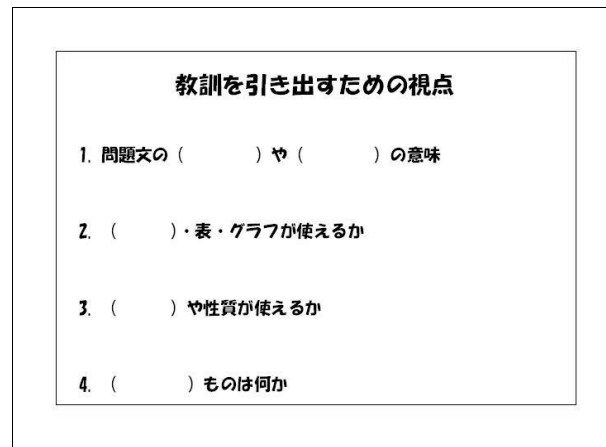 教訓を引き出すための視点
1. 問題文の（　　　　）や（　　　　）の意味
2. （　　　）・表・グラフが使えるか
3. （　　　）や性質が使えるか
4. （　　　　）ものは何か